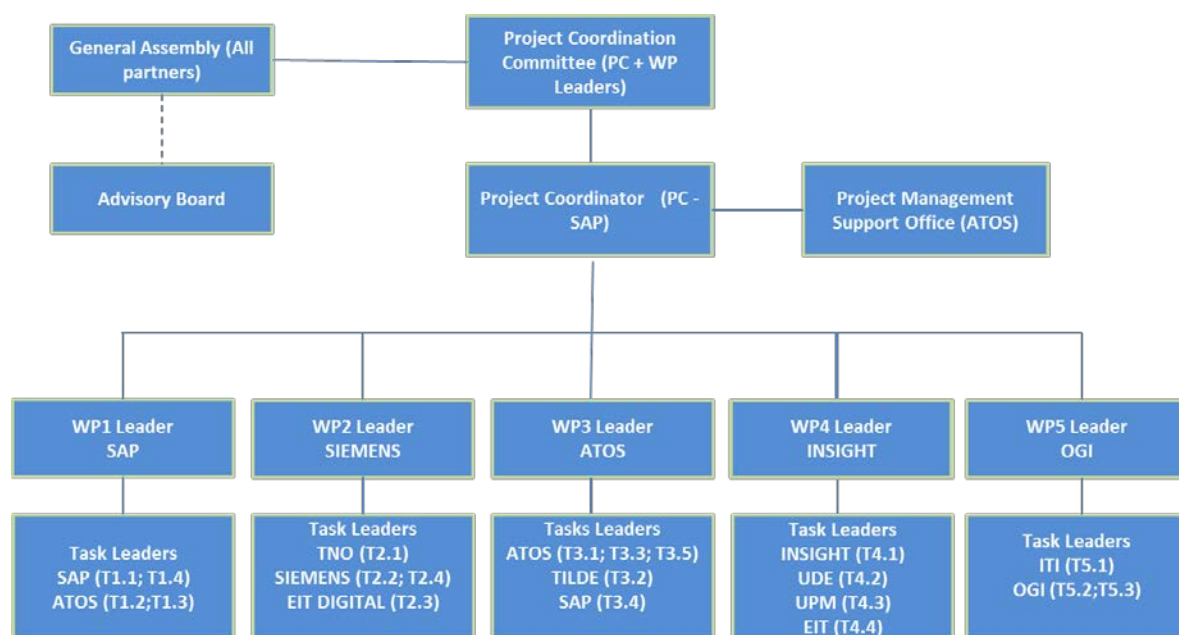 General Assembly (All
partners)
Project Coordination
Committee (PC + WP
Leaders)
Advisory Board
Project Coordinator (PC -
SAP)
Project Management
Support Office (ATOS)
WP1 Leader
SAP
WP2 Leader
SIEMENS
WP3 Leader
ATOS
WP4 Leader
INSIGHT
WP5 Leader
OGI
Task Leaders
SAP (T1.1; T1.4)
ATOS (T1.2;T1.3)
Task Leaders
TNO (T2.1)
SIEMENS (T2.2; T2.4)
EIT DIGITAL (T2.3)
Tasks Leaders
ATOS (T3.1; T3.3; T3.5)
TILDE (T3.2)
SAP (T3.4)
Task Leaders
INSIGHT (T4.1)
UDE (T4.2)
UPM (T4.3)
EIT (T4.4)
Task Leaders
ITI (T5.1)
OGI (T5.2;T5.3)